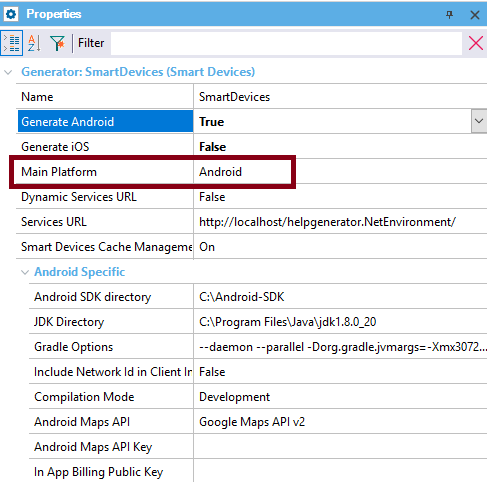 Properties
Filter
Generator: SmartDevices (Smart Devices)
Name SmartDevices
Generate Android True
Generate iOS False
Main Platform Android
Dynamic Services URL False
Services URL http://localhost/helpgenerator.NetEnvironment/
Smart Devices Cache Manageme On
Android Specific
Android SDK directory C:\Android-SDK
JDK Directory C:\Program Files\Java\jdk1.8.0_20
Gradle Options --daemon --parallel -Dorg.gradle.jvmargs=-Xmx3072...
Include Network Id in Client In False
Compilation Mode Development
Android Maps API Google Maps API v2
Android Maps API Key
In App Billing Public Key